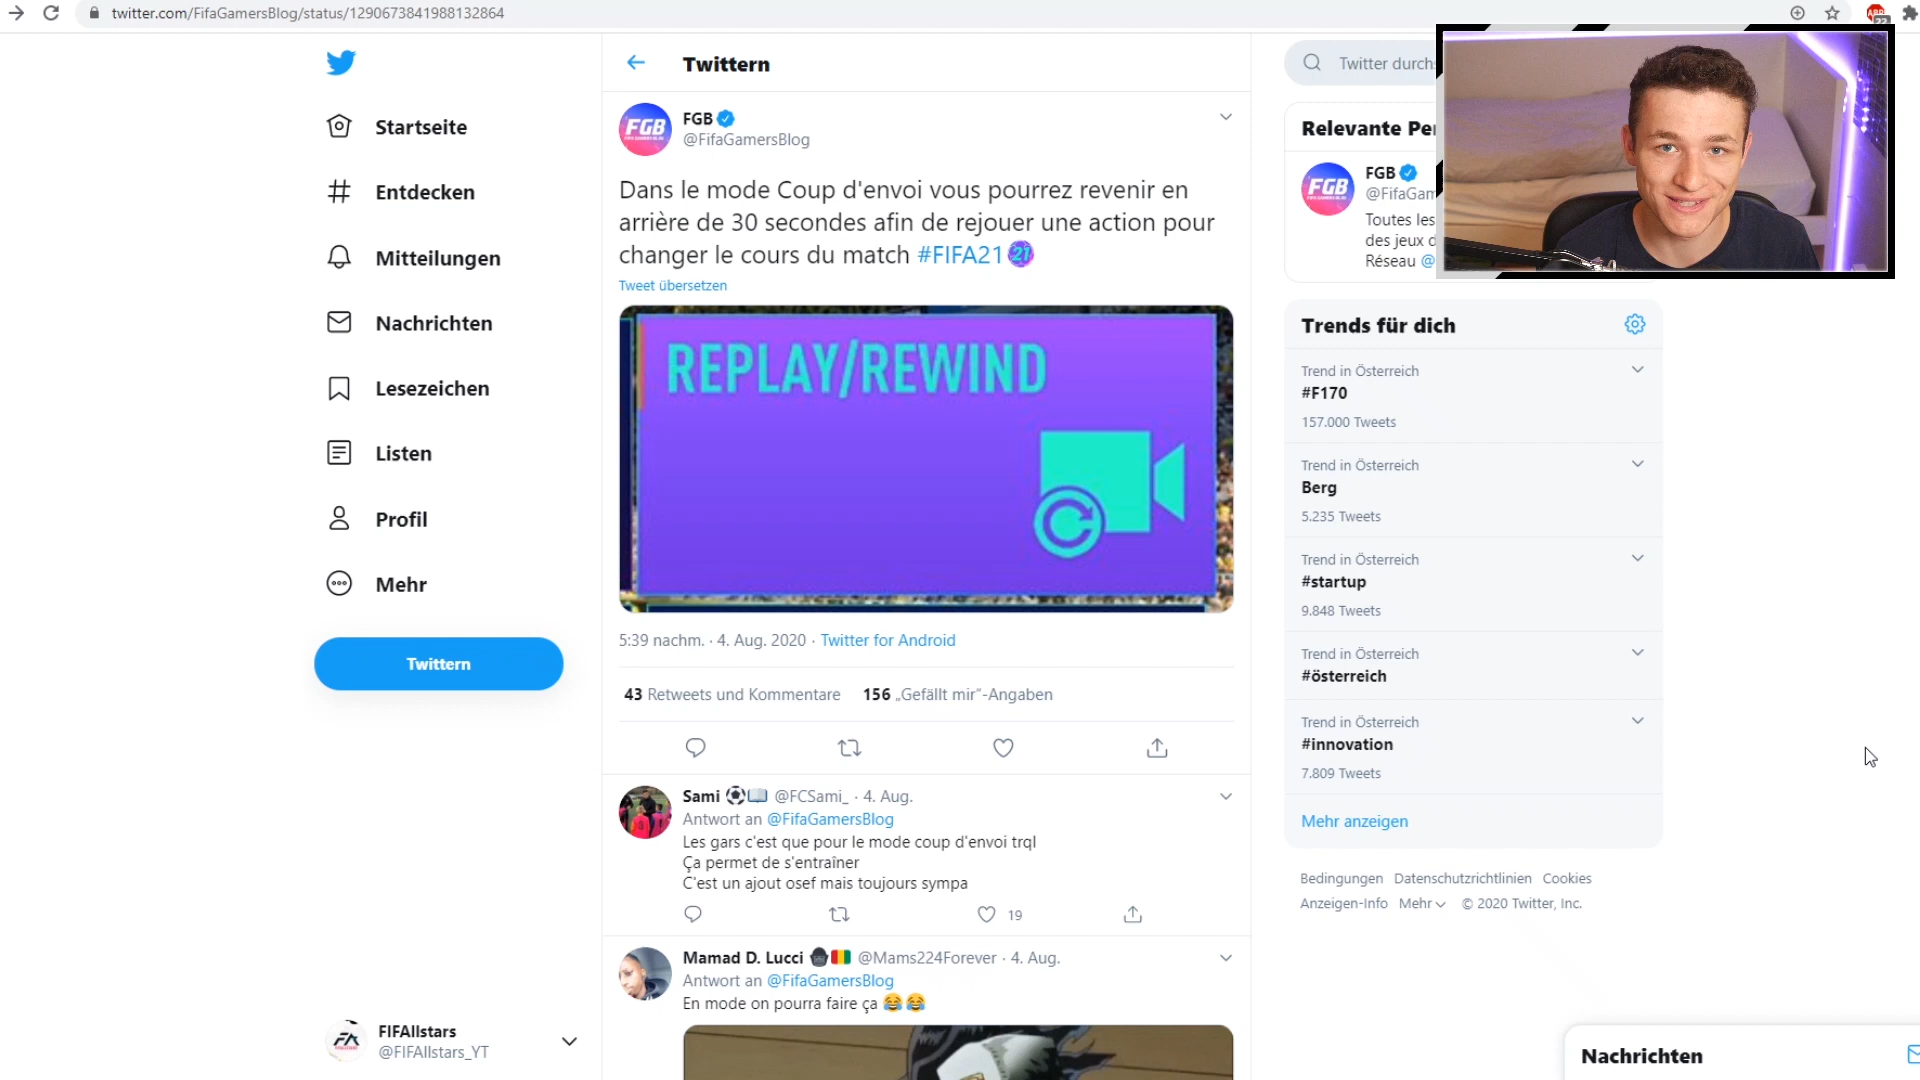 twitter.com/FifaGamersBlog/status/1290673841988132864
Startseite
Entdecken
Mitteilungen
Nachrichten
Lesezeichen
Listen
Profil
Mehr
Twittern
FIFAllstars
@FIFAllstars_YT
Twittern
FGB
FGB
@FifaGamersBlog
Dans le mode Coup d'envoi vous pourrez revenir en
arrière de 30 secondes afin de rejouer une action pour
changer le cours du match #FIFA21 21
Tweet übersetzen
REPLAY/REWIND
5:39 nachm. · 4. Aug. 2020 · Twitter for Android
43 Retweets und Kommentare 156 „Gefällt mir“-Angaben
Sami @FCSami_ · 4. Aug.
Antwort an @FifaGamersBlog
Les gars c'est que pour le mode coup d'envoi trql
Ça permet de s'entraîner
C'est un ajout osef mais toujours sympa
19
Mamad D. Lucci @Mams224Forever · 4. Aug.
Antwort an @FifaGamersBlog
En mode on pourra faire ça 😂😂
Twitter durch
Relevante Pe
FGB
FGB
@FifaGam
Toutes les
des jeux d
Réseau @
Trends für dich
Trend in Österreich
#F170
157.000 Tweets
Trend in Österreich
Berg
5.235 Tweets
Trend in Österreich
#startup
9.848 Tweets
Trend in Österreich
#österreich
Trend in Österreich
#innovation
7.809 Tweets
Mehr anzeigen
Bedingungen Datenschutzrichtlinien Cookies
Anzeigen-Info Mehr © 2020 Twitter, Inc.
Nachrichten